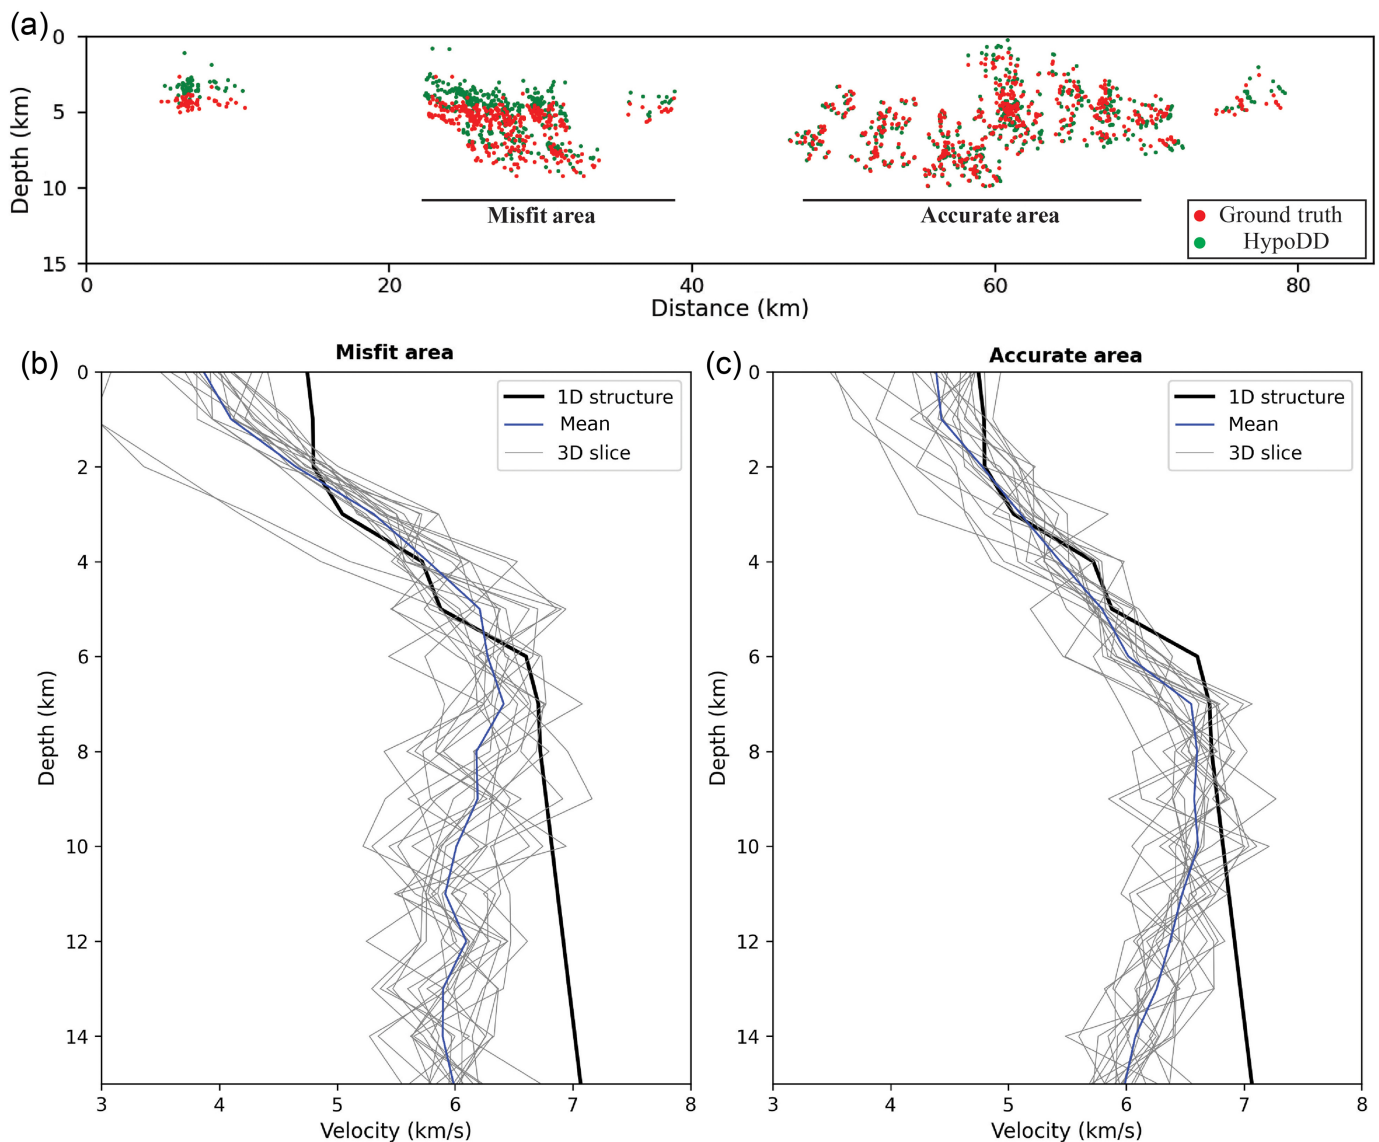 (a)
0
5
10
15
Depth (km)
Misfit area
Accurate area
Ground truth
HypoDD
0 20 40 60 80
Distance (km)
(b)
Misfit area
0
2
4
6
8
10
12
14
Depth (km)
1D structure
Mean
3D slice
3 4 5 6 7 8
Velocity (km/s)
(c)
Accurate area
0
2
4
6
8
10
12
14
Depth (km)
1D structure
Mean
3D slice
3 4 5 6 7 8
Velocity (km/s)